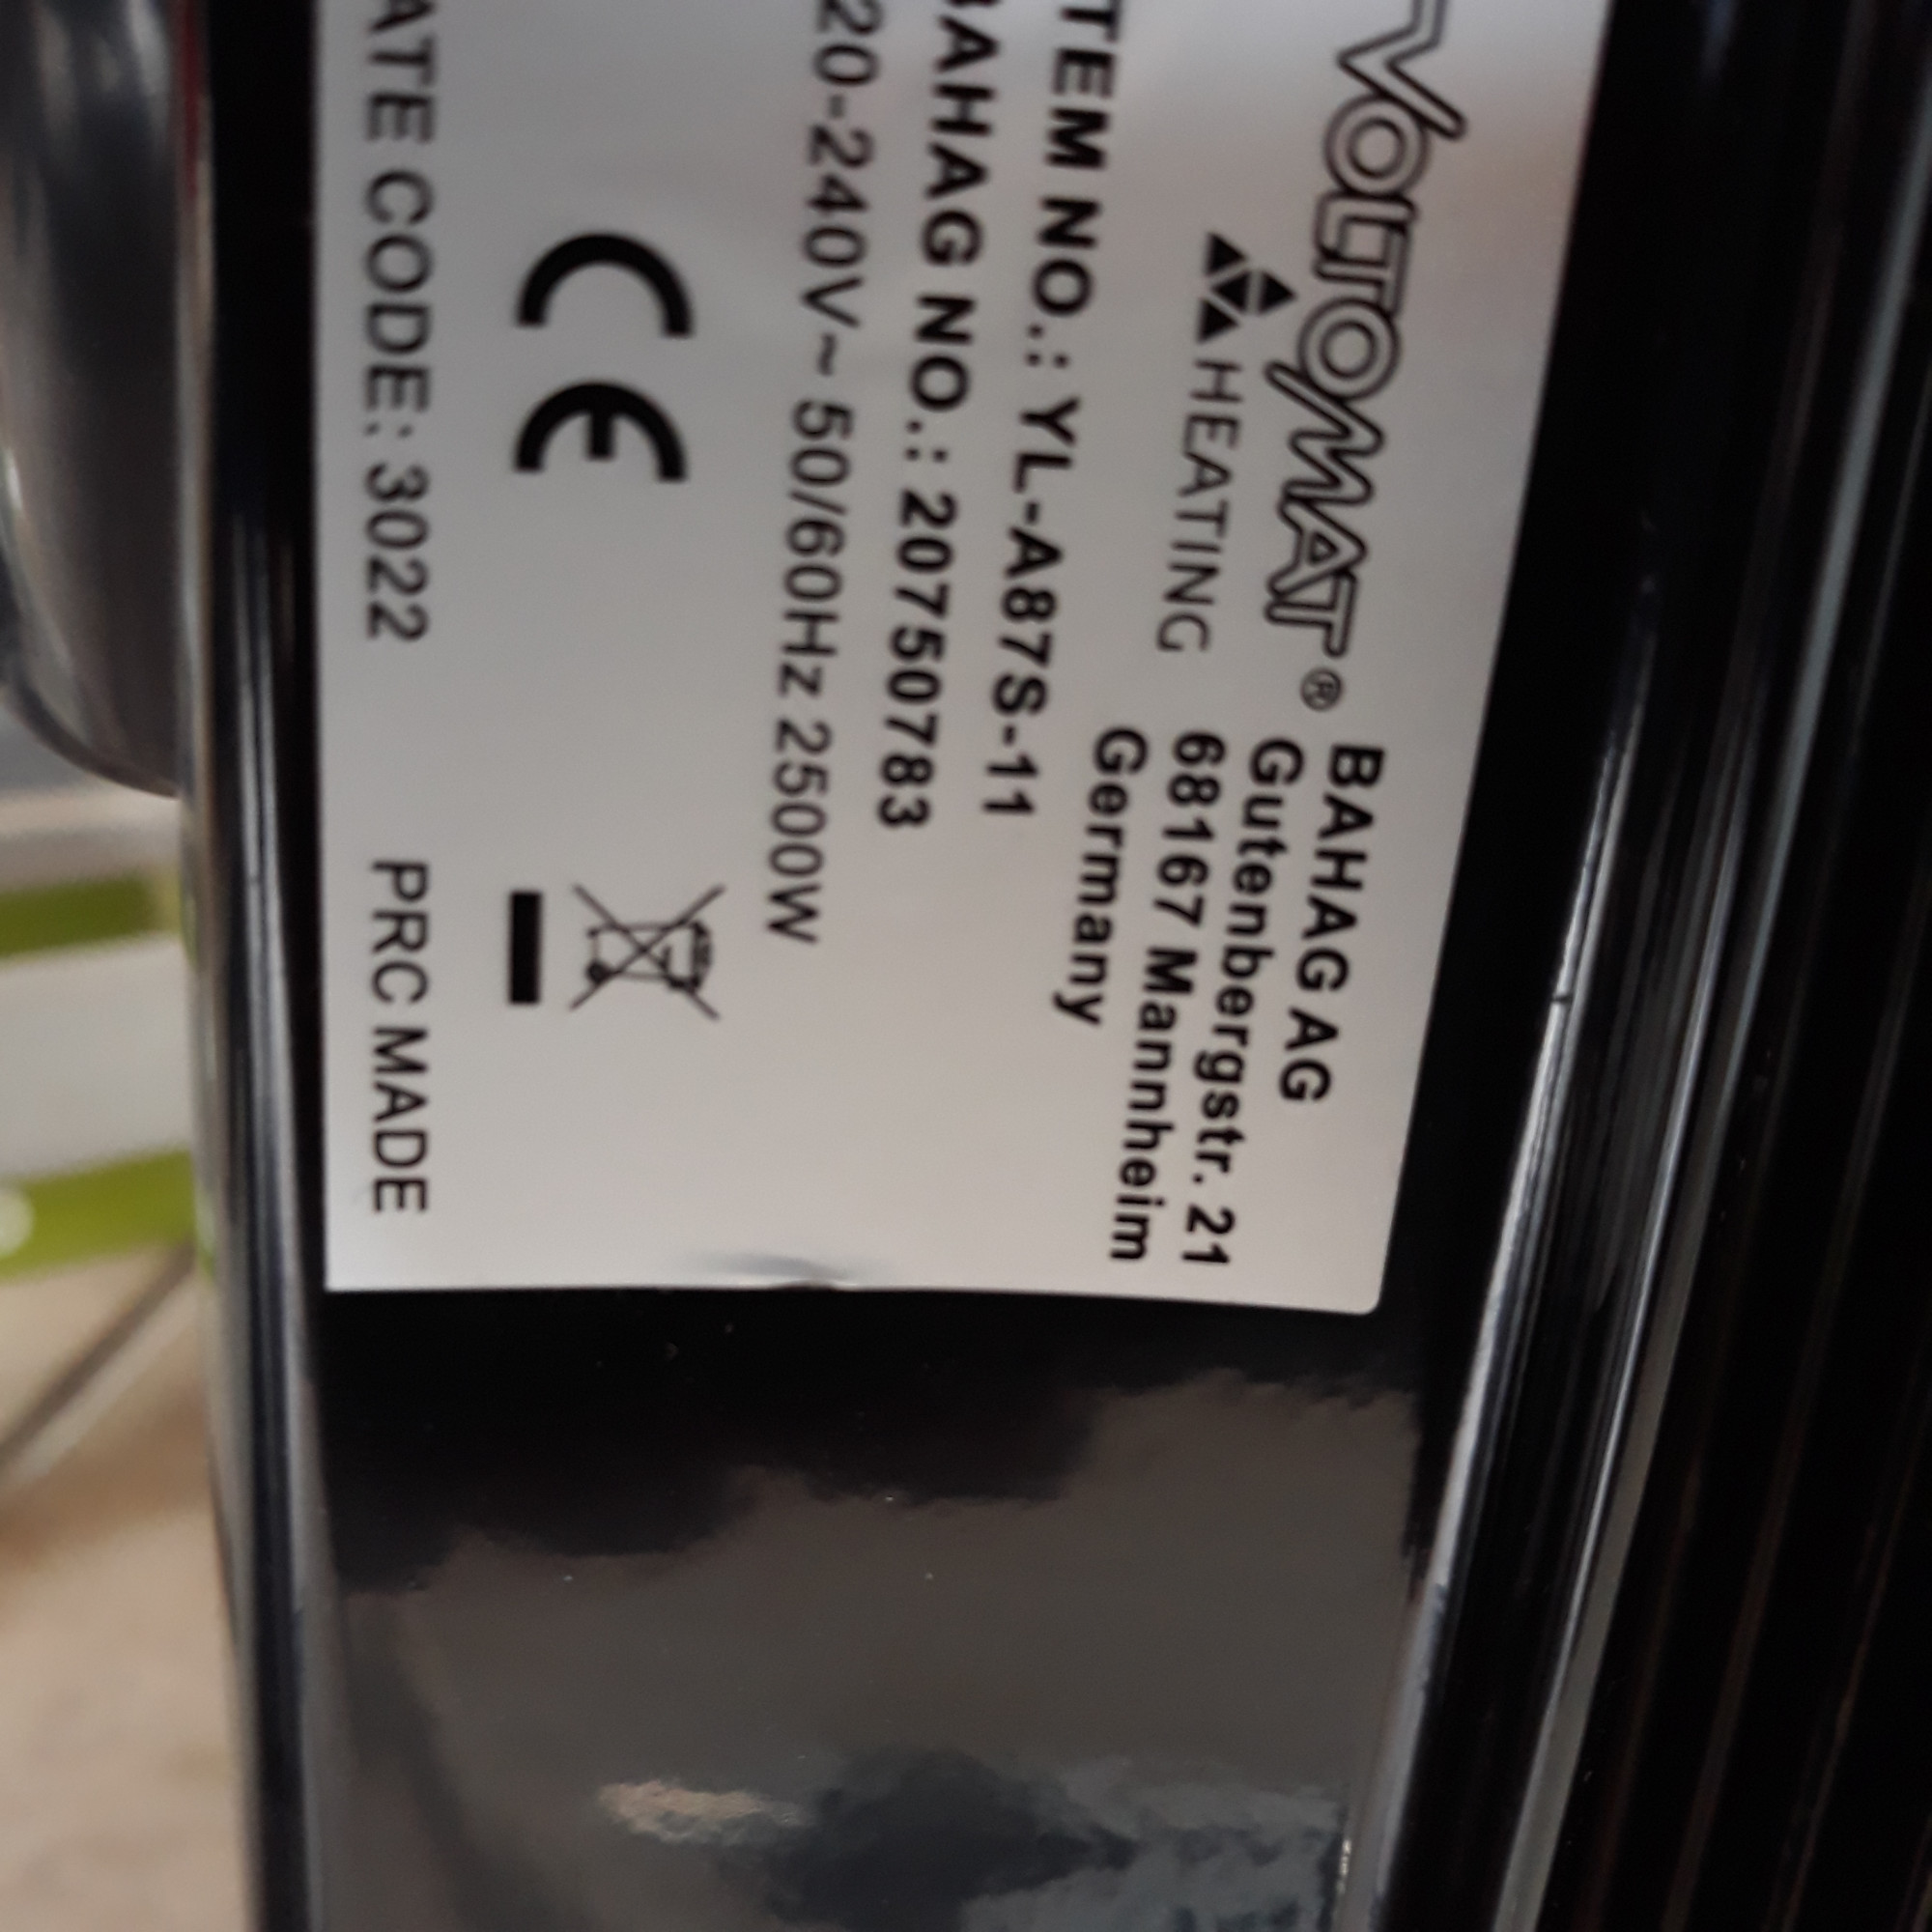 VOLTOMAT®
HEATING
BAHAG AG
Gutenbergstr. 21
68167 Mannheim
Germany
TEM NO.: YL-A87S-11
BAHAG NO.: 20750783
20-240V~ 50/60Hz 2500W
CE
ATE CODE: 3022 PRC MADE